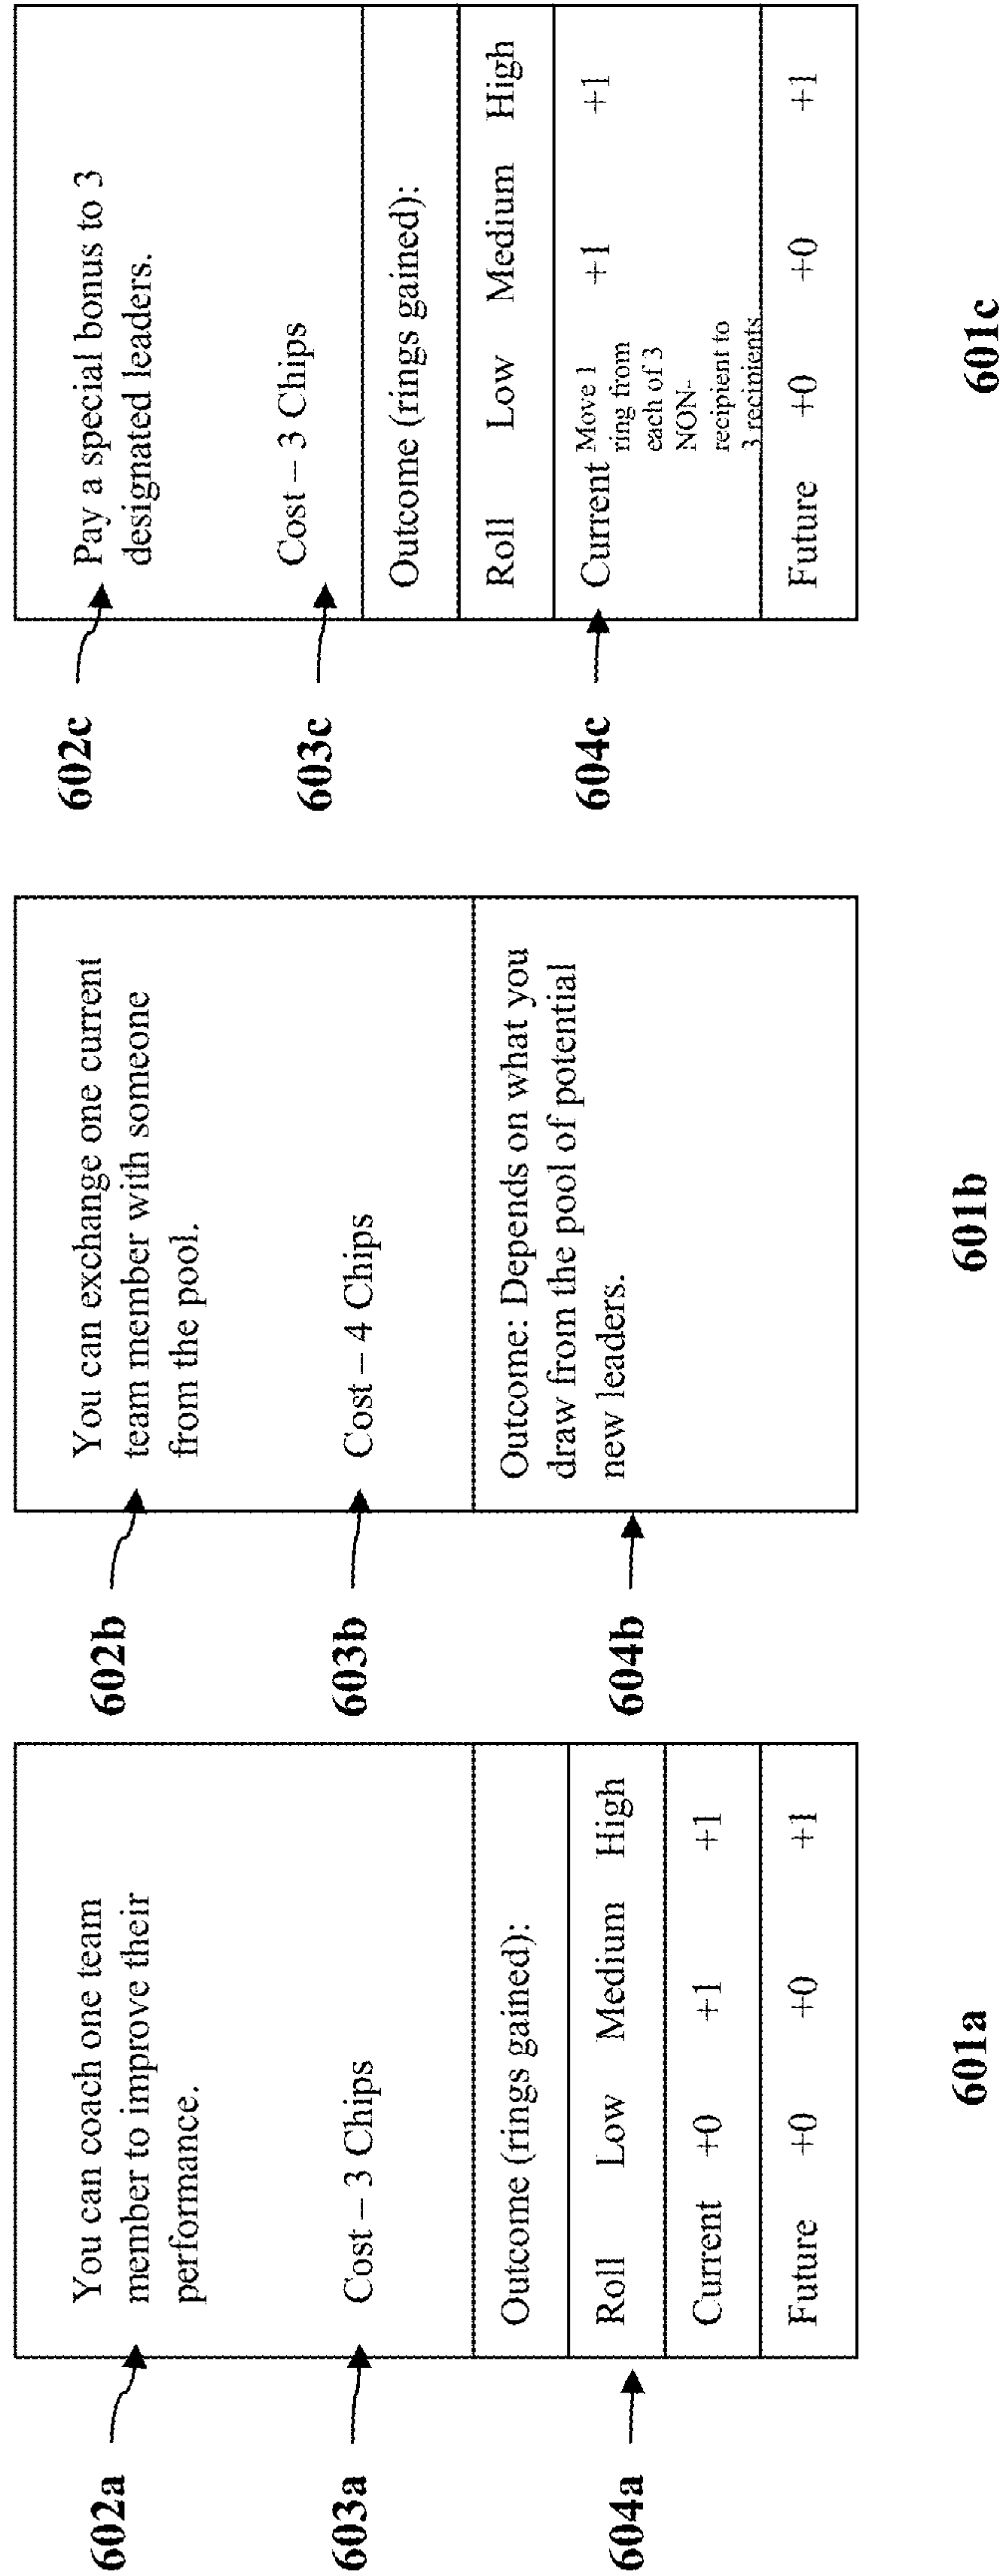 602a
You can coach one team
member to improve their
performance.
603a
Cost – 3 Chips
604a
Outcome (rings gained):
Roll Low Medium High
Current +0 +1 +1
Future +0 +0 +1
601a
602b
You can exchange one current
team member with someone
from the pool.
603b
Cost – 4 Chips
604b
Outcome: Depends on what you
draw from the pool of potential
new leaders.
601b
602c
Pay a special bonus to 3
designated leaders.
603c
Cost – 3 Chips
Outcome (rings gained):
Roll Low Medium High
604c
Current Move 1 +1 +1
ring from
each of 3
NON-
recipient to
3 recipients
Future +0 +0 +1
601c